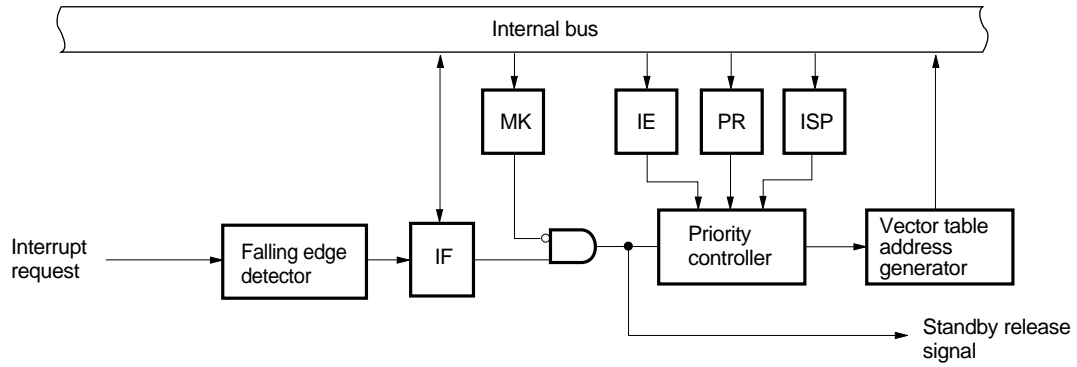 Internal bus
MK
IE
PR
ISP
Interrupt
request
Falling edge
detector
IF
Priority
controller
Vector table
address
generator
Standby release
signal